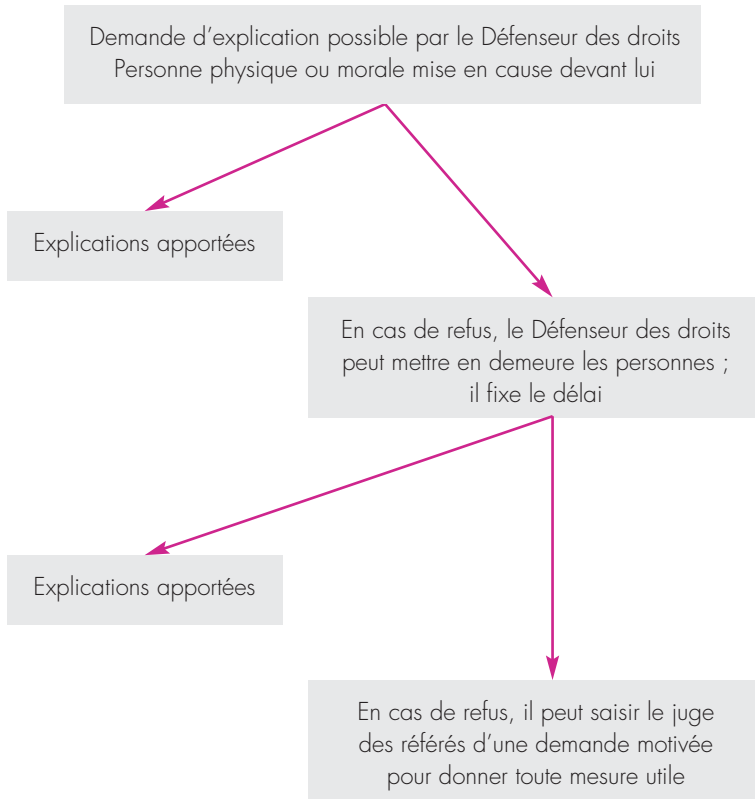 Demande d’explication possible par le Défenseur des droits
Personne physique ou morale mise en cause devant lui
Explications apportées
En cas de refus, le Défenseur des droits
peut mettre en demeure les personnes ;
il fixe le délai
Explications apportées
En cas de refus, il peut saisir le juge
des référés d’une demande motivée
pour donner toute mesure utile